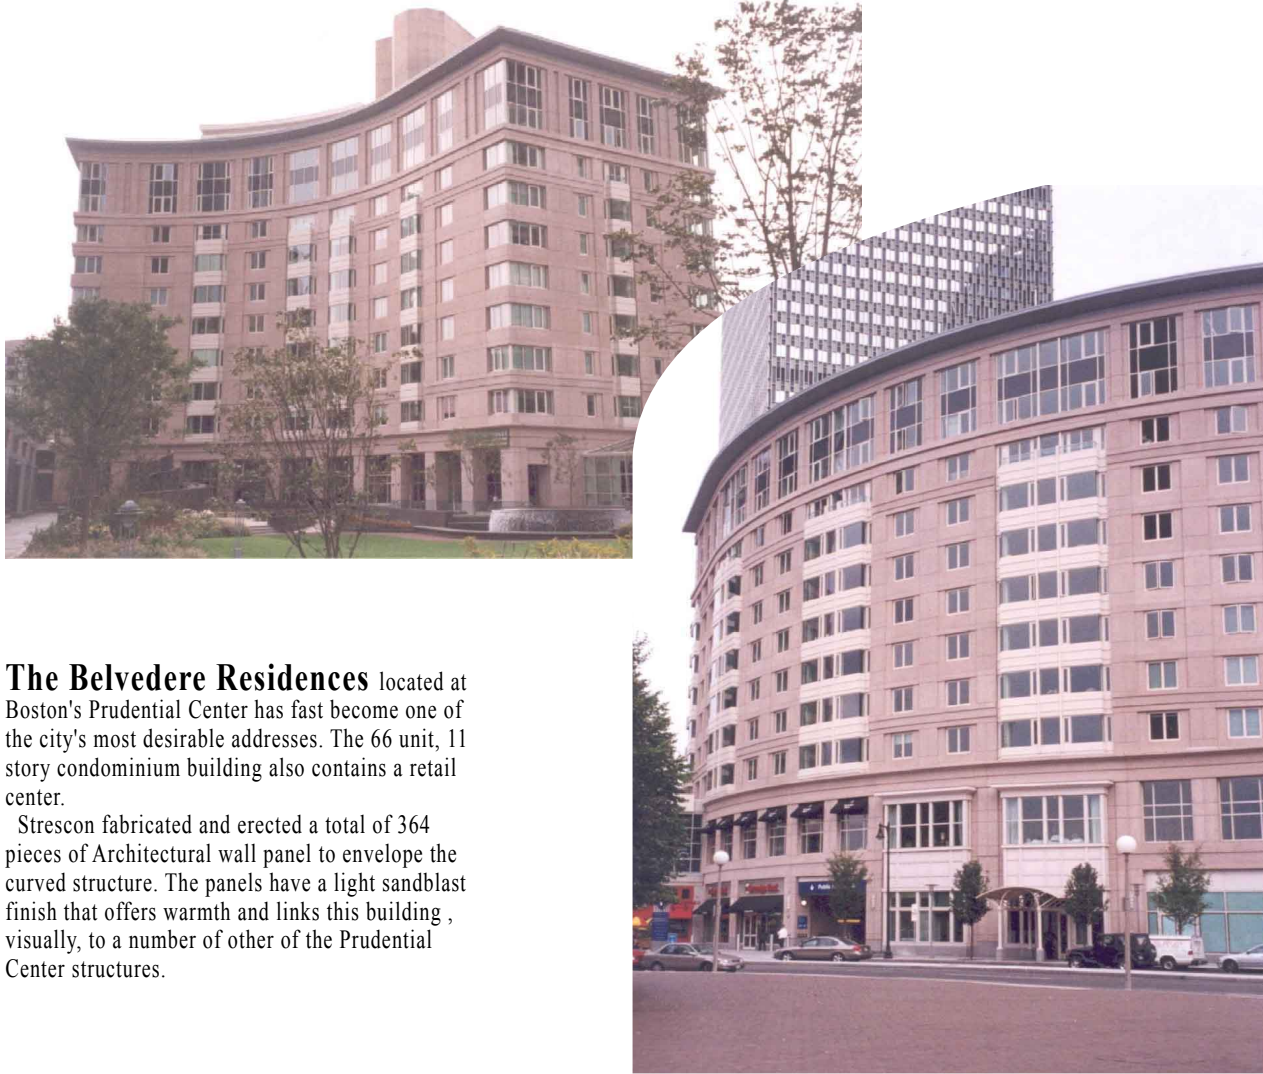 The Belvedere Residences located at
Boston's Prudential Center has fast become one of
the city's most desirable addresses. The 66 unit, 11
story condominium building also contains a retail
center.
Strescon fabricated and erected a total of 364
pieces of Architectural wall panel to envelope the
curved structure. The panels have a light sandblast
finish that offers warmth and links this building ,
visually, to a number of other of the Prudential
Center structures.